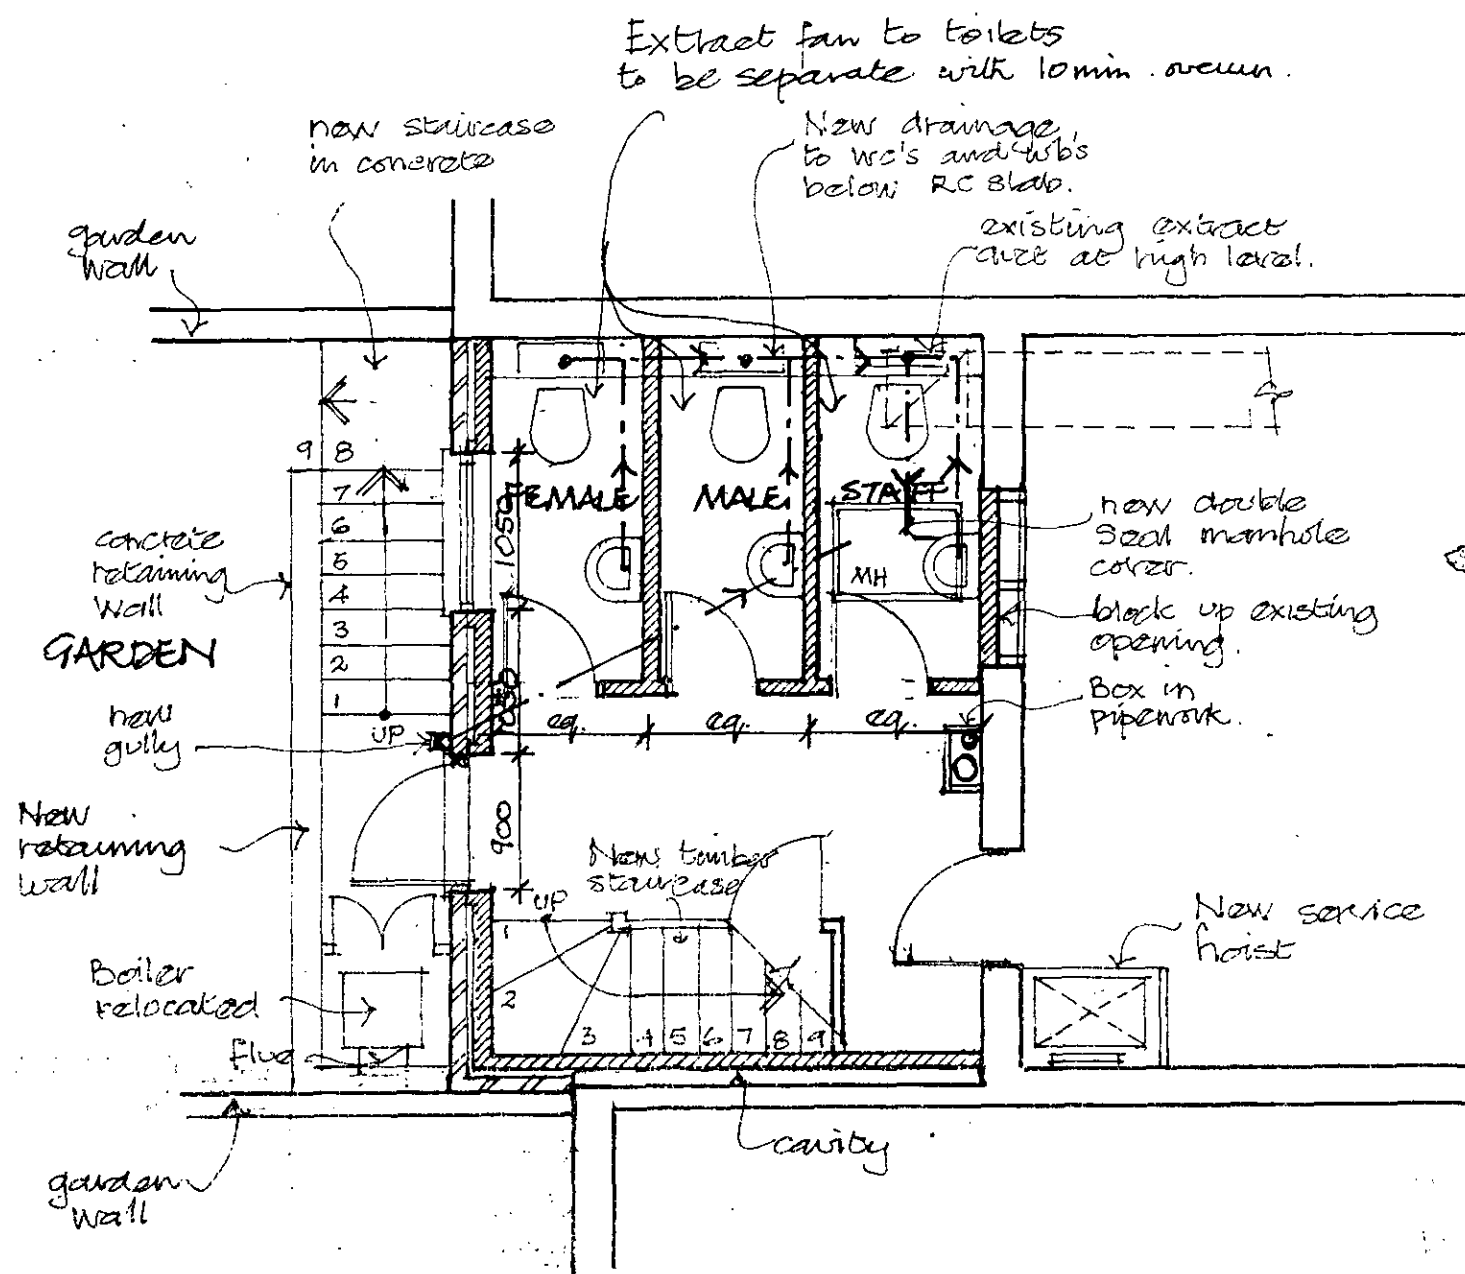 Extract fan to toilets
to be separate with 10min. overrun.
new staircase
in concrete
New drainage
to wc's and wb's
below RC slab.
existing extract
duct at high level.
garden
wall
9
8
7
6
5
4
3
2
1
UP
concrete
retaining
wall
GARDEN
new
gully
New
retaining
wall
FEMALE
MALE
STAFF
1050
MH
new double
seal manhole
cover.
block up existing
opening.
Box in
pipework.
1050
eq.
eq.
eq.
900
New timber
staircase
UP
1
2
3
4
5
6
7
8
9
New service
hoist
Boiler
relocated
flue
cavity
garden
wall